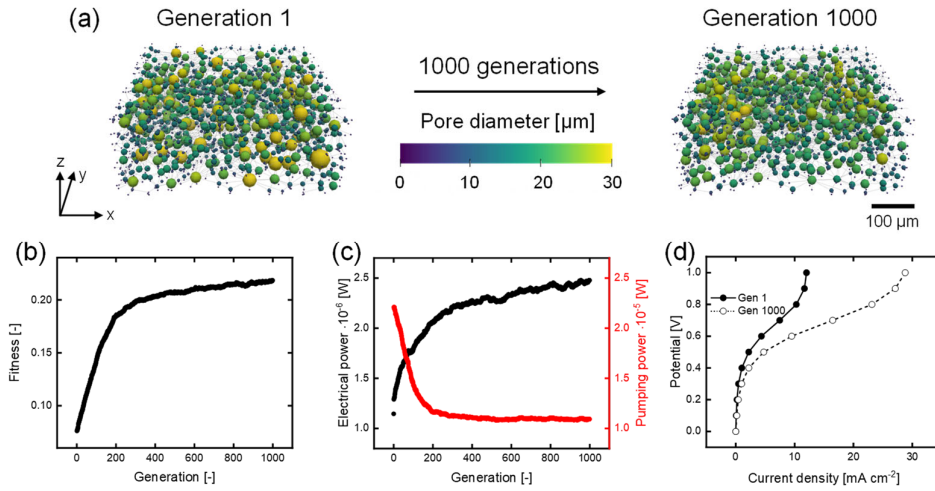 (a)
Generation 1
Generation 1000
1000 generations
Pore diameter [µm]
0
10
20
30
z
y
x
100 µm
(b)
0.20
0.15
0.10
Fitness [-]
0 200 400 600 800 1000
Generation [-]
(c)
2.5
2.0
1.5
1.0
Electrical power ·10⁻⁶ [W]
2.5
2.0
1.5
1.0
Pumping power ·10⁻⁵ [W]
0 200 400 600 800 1000
Generation [-]
(d)
1.0
0.8
0.6
0.4
0.2
0.0
Potential [V]
Gen 1
Gen 1000
0 10 20 30
Current density [mA cm⁻²]